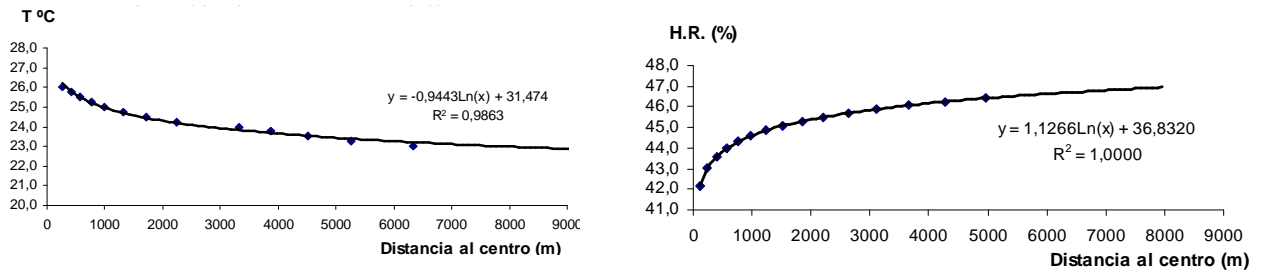 T ºC
28,0
27,0
26,0
25,0
24,0
23,0
22,0
21,0
20,0
y = -0,9443Ln(x) + 31,474
R² = 0,9863
0 1000 2000 3000 4000 5000 6000 7000 8000 9000
Distancia al centro (m)
H.R. (%)
48,0
47,0
46,0
45,0
44,0
43,0
42,0
41,0
y = 1,1266Ln(x) + 36,8320
R² = 1,0000
0 1000 2000 3000 4000 5000 6000 7000 8000 9000
Distancia al centro (m)